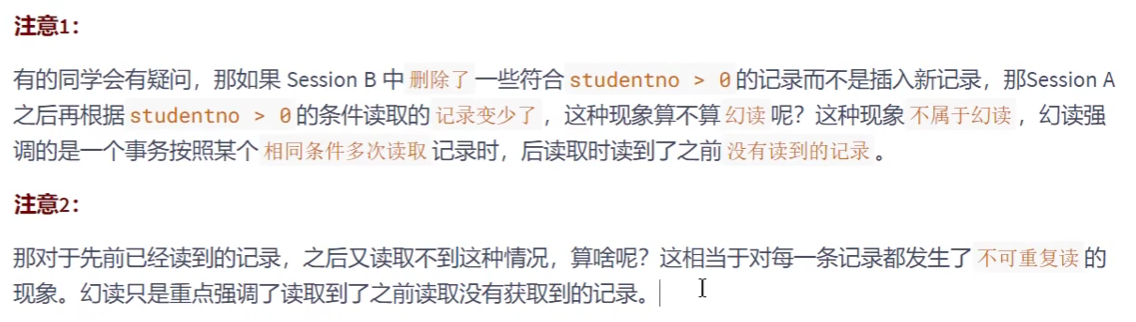 注意1：
有的同学会有疑问，那如果 Session B 中 删除了 一些符合 studentno > 0 的记录而不是插入新记录，那Session A
之后再根据 studentno > 0 的条件读取的 记录变少了 ，这种现象算不算 幻读 呢？这种现象 不属于幻读 ，幻读强
调的是一个事务按照某个 相同条件多次读取 记录时，后读取时读到了之前 没有读到的记录 。
注意2：
那对于先前已经读到的记录，之后又读取不到这种情况，算啥呢？这相当于对每一条记录都发生了 不可重复读 的
现象。幻读只是重点强调了读取到了之前读取没有获取到的记录。